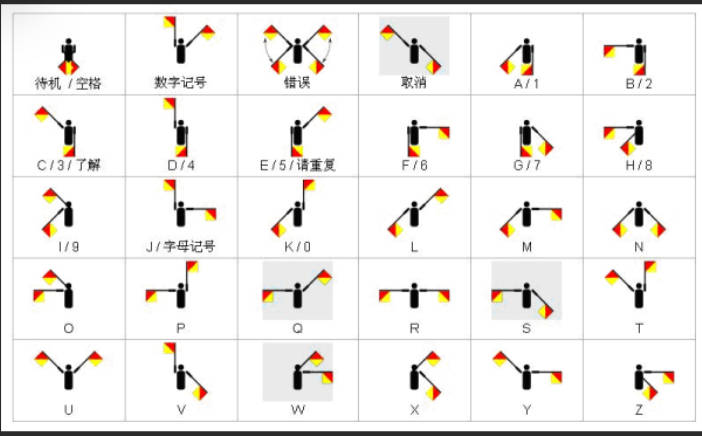 待机 / 空格
数字记号
错误
取消
A / 1
B / 2
C / 3 / 了解
D / 4
E / 5 / 请重复
F / 6
G / 7
H / 8
I / 9
J / 字母记号
K / 0
L
M
N
O
P
Q
R
S
T
U
V
W
X
Y
Z